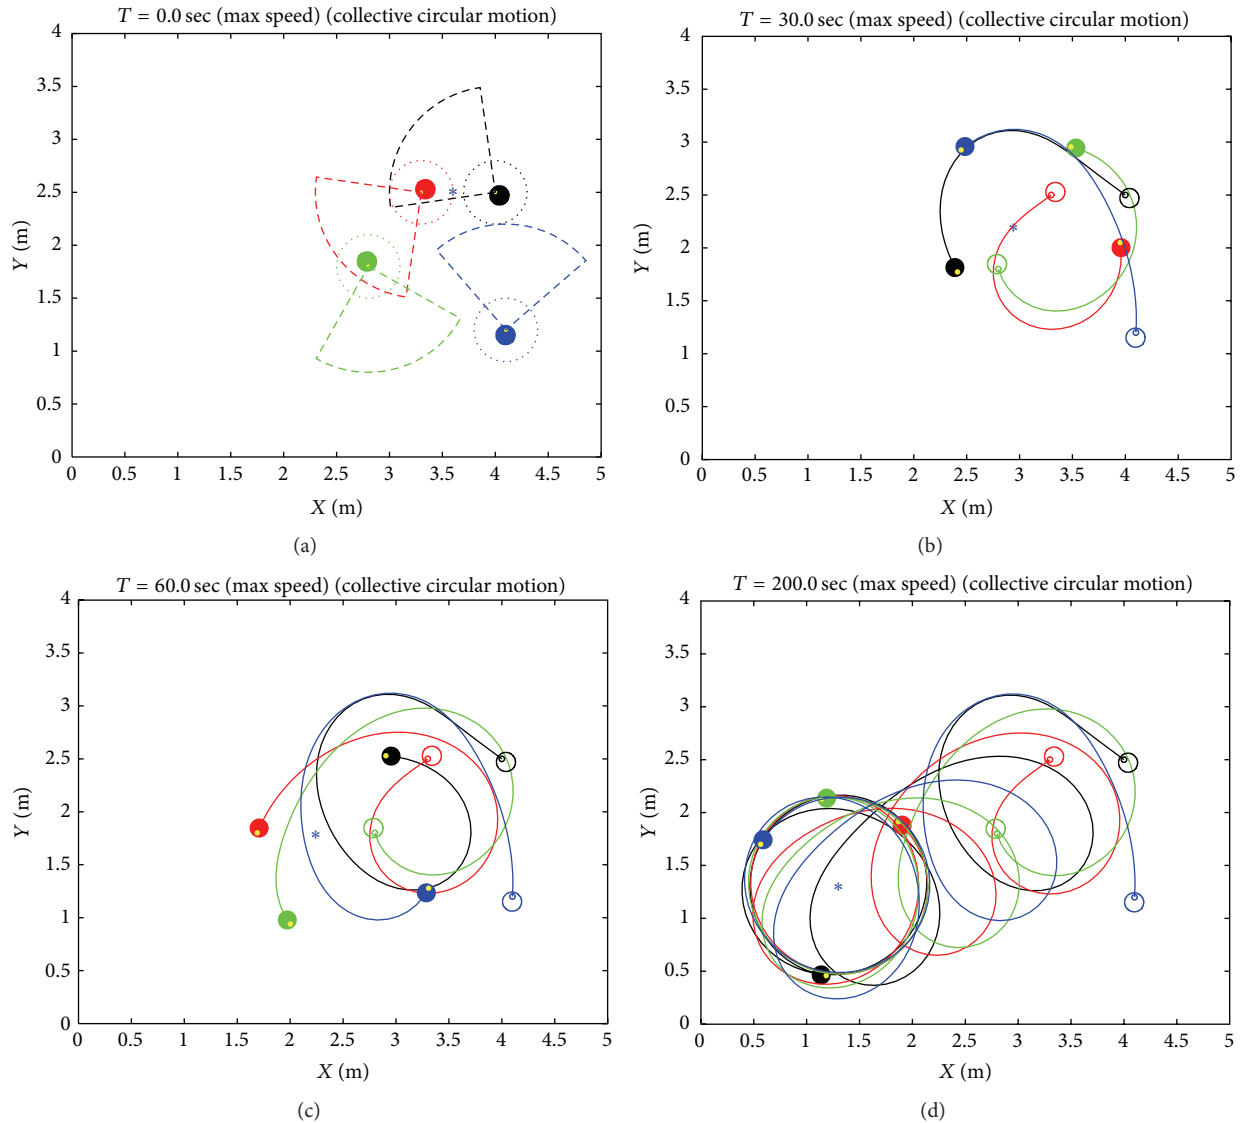 T = 0.0 sec (max speed) (collective circular motion)
4
3.5
3
2.5
2
1.5
1
0.5
0
Y (m)
0 0.5 1 1.5 2 2.5 3 3.5 4 4.5 5
X (m)
(a)
T = 30.0 sec (max speed) (collective circular motion)
4
3.5
3
2.5
2
1.5
1
0.5
0
Y (m)
0 0.5 1 1.5 2 2.5 3 3.5 4 4.5 5
X (m)
(b)
T = 60.0 sec (max speed) (collective circular motion)
4
3.5
3
2.5
2
1.5
1
0.5
0
Y (m)
0 0.5 1 1.5 2 2.5 3 3.5 4 4.5 5
X (m)
(c)
T = 200.0 sec (max speed) (collective circular motion)
4
3.5
3
2.5
2
1.5
1
0.5
0
Y (m)
0 0.5 1 1.5 2 2.5 3 3.5 4 4.5 5
X (m)
(d)